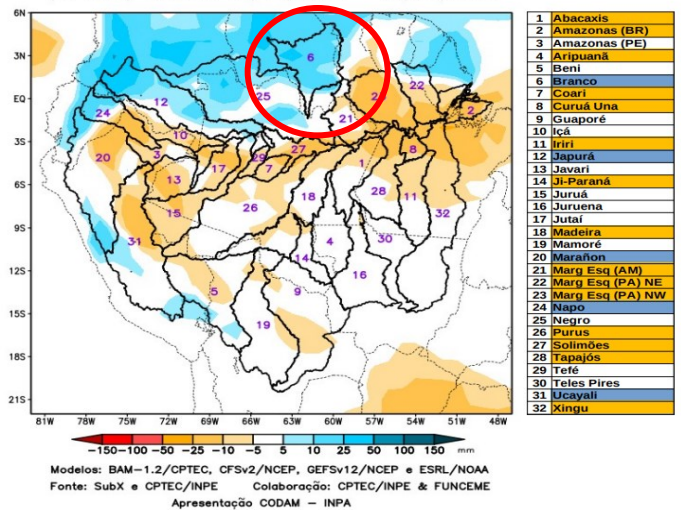 6N
3N
EQ
3S
6S
9S
12S
15S
18S
21S
81W 78W 75W 72W 69W 66W 63W 60W 57W 54W 51W 48W
6
2
22
25
12
24
21
2
10
20
3
17
29
7
27
1
8
13
15
26
18
28
11
32
31
4
30
14
16
5
9
19
-150 -100 -50 -25 -10 -5 5 10 25 50 100 150 mm
Modelos: BAM-1.2/CPTEC, CFSv2/NCEP, GEFSv12/NCEP e ESRL/NOAA
Fonte: SubX e CPTEC/INPE Colaboração: CPTEC/INPE & FUNCEME
Apresentação CODAM - INPA
1 Abacaxis
2 Amazonas (BR)
3 Amazonas (PE)
4 Aripuanã
5 Beni
6 Branco
7 Coari
8 Curuá Una
9 Guaporé
10 Içá
11 Iriri
12 Japurá
13 Javari
14 Ji-Paraná
15 Juruá
16 Juruena
17 Jutaí
18 Madeira
19 Mamoré
20 Marañon
21 Marg Esq (AM)
22 Marg Esq (PA) NE
23 Marg Esq (PA) NW
24 Napo
25 Negro
26 Purus
27 Solimões
28 Tapajós
29 Tefé
30 Teles Pires
31 Ucayali
32 Xingu